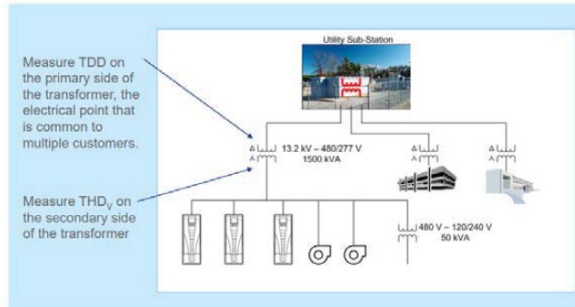 Utility Sub-Station
Measure TDD on
the primary side of
the transformer, the
electrical point that
is common to
multiple customers.
13.2 kV – 480/277 V
1500 kVA
Measure THDV on
the secondary side
of the transformer
480 V – 120/240 V
50 kVA